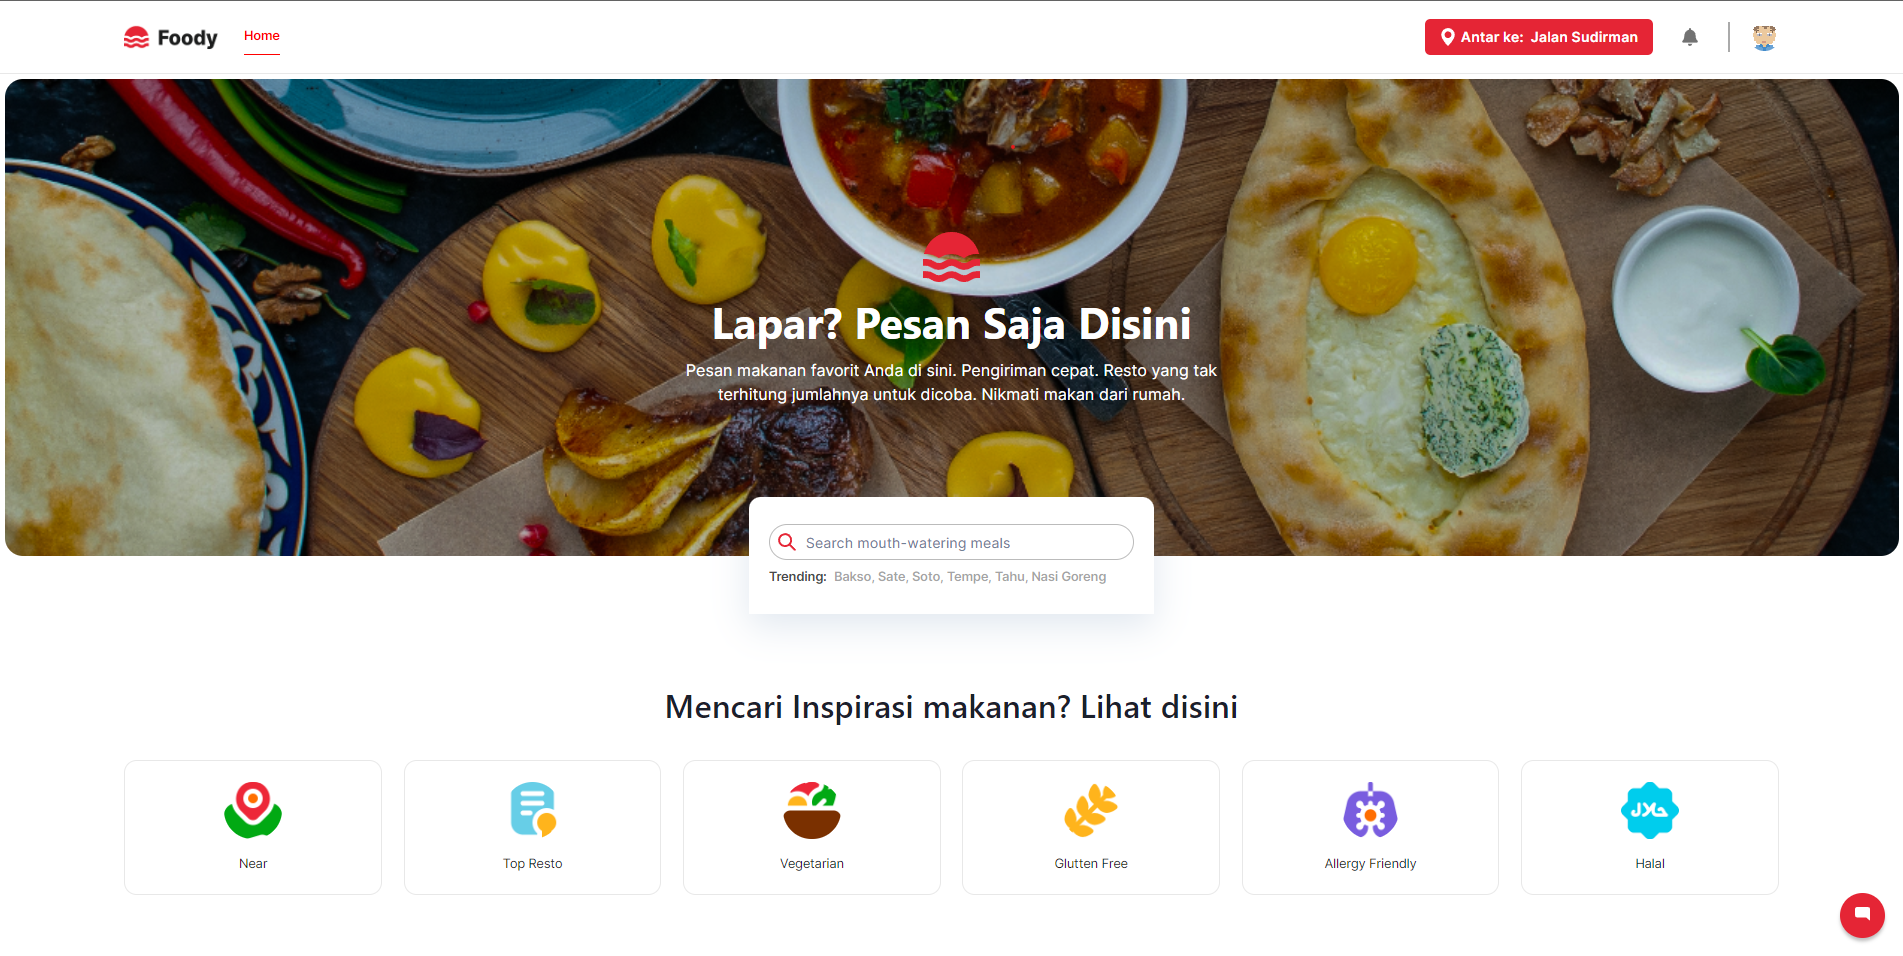 Foody
Home
Antar ke: Jalan Sudirman
Lapar? Pesan Saja Disini
Pesan makanan favorit Anda di sini. Pengiriman cepat. Resto yang tak
terhitung jumlahnya untuk dicoba. Nikmati makan dari rumah.
Search mouth-watering meals
Trending: Bakso, Sate, Soto, Tempe, Tahu, Nasi Goreng
Mencari Inspirasi makanan? Lihat disini
Near
Top Resto
Vegetarian
Glutten Free
Allergy Friendly
حلال
Halal